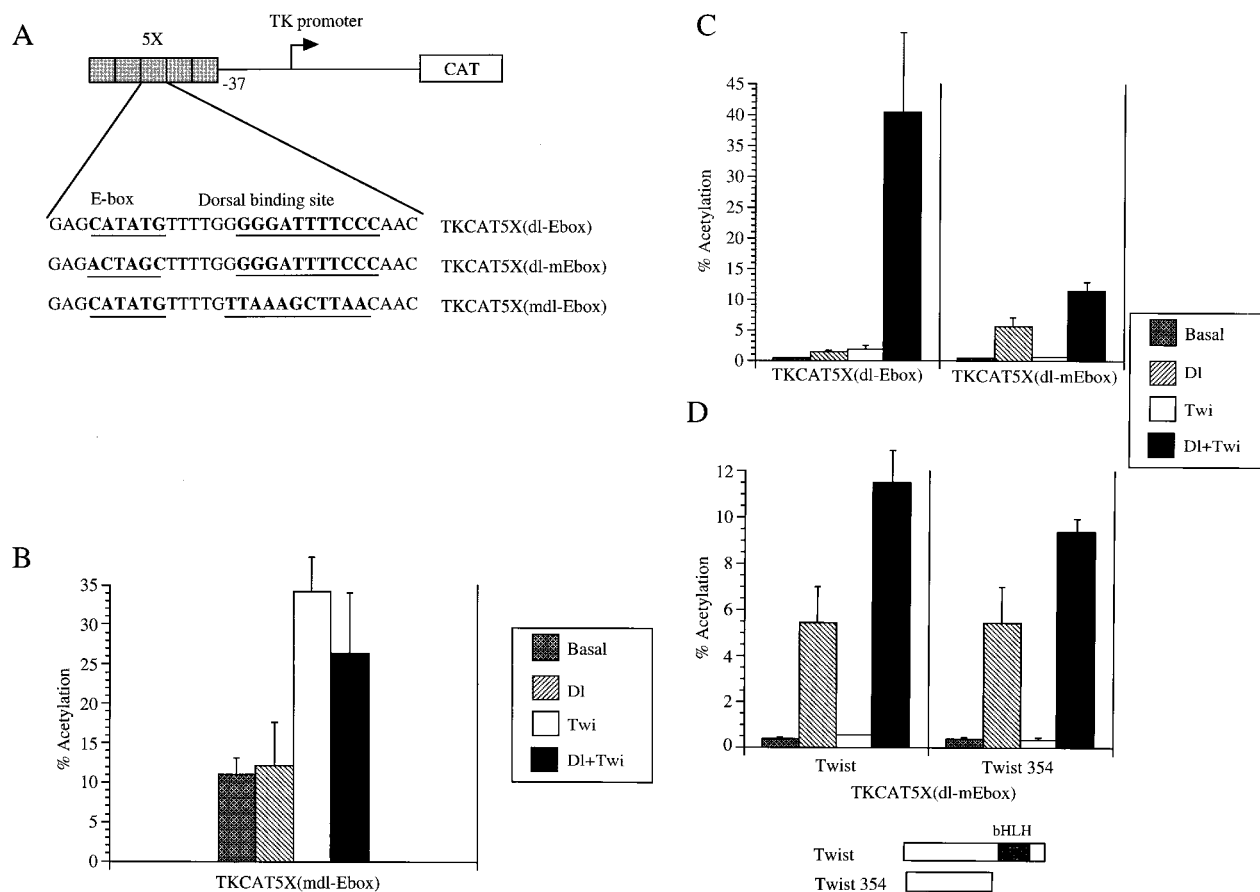 A
5X
TK promoter
-37
CAT
E-box
Dorsal binding site
GAGCATATGTTTTGGGGGATTTTCCCAAC TKCAT5X(dl-Ebox)
GAGACTAGCTTTTGGGGGATTTTCCCAAC TKCAT5X(dl-mEbox)
GAGCATATGTTTTGTTAAAGCTTAACAAC TKCAT5X(mdl-Ebox)
B
% Acetylation
35
30
25
20
15
10
5
0
TKCAT5X(mdl-Ebox)
Basal
Dl
Twi
Dl+Twi
C
% Acetylation
45
40
35
30
25
20
15
10
5
0
TKCAT5X(dl-Ebox)
TKCAT5X(dl-mEbox)
Basal
Dl
Twi
Dl+Twi
D
% Acetylation
12
10
8
6
4
2
0
Twist
Twist 354
TKCAT5X(dl-mEbox)
bHLH
Twist
Twist 354